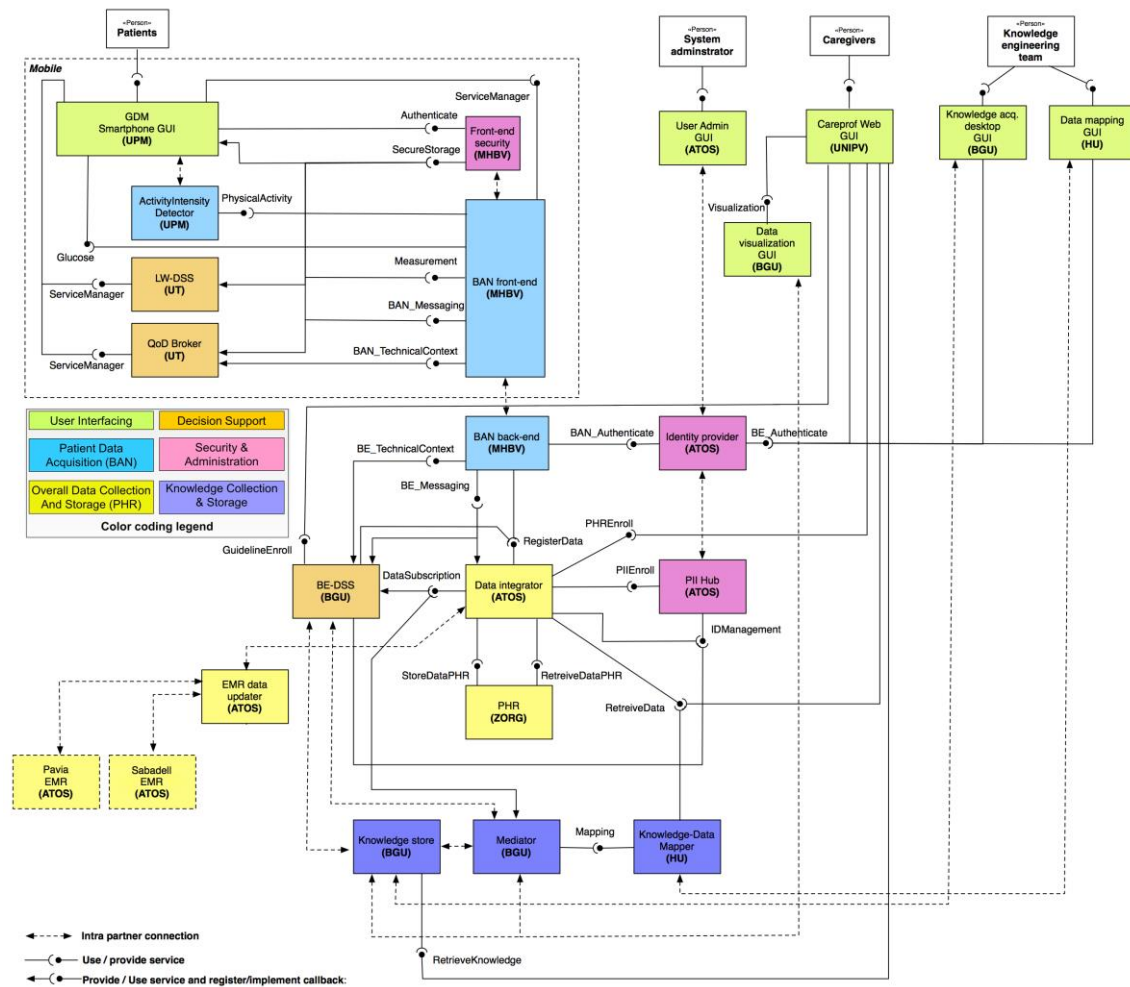 «Person»
Patients
«Person»
System
adminstrator
«Person»
Caregivers
«Person»
Knowledge
engineering
team
Mobile
ServiceManager
GDM
Smartphone GUI
(UPM)
Authenticate
Front-end
security
(MHBV)
SecureStorage
User Admin
GUI
(ATOS)
Careprof Web
GUI
(UNIPV)
Knowledge acq.
desktop
GUI
(BGU)
Data mapping
GUI
(HU)
ActivityIntensity
Detector
(UPM)
PhysicalActivity
Visualization
Data
visualization
GUI
(BGU)
Glucose
Measurement
BAN front-end
(MHBV)
LW-DSS
(UT)
ServiceManager
BAN_Messaging
QoD Broker
(UT)
BAN_TechnicalContext
ServiceManager
User Interfacing
Decision Support
Patient Data
Acquisition (BAN)
Security &
Administration
Overall Data Collection
And Storage (PHR)
Knowledge Collection
& Storage
Color coding legend
BAN back-end
(MHBV)
BAN_Authenticate
Identity provider
(ATOS)
BE_Authenticate
BE_TechnicalContext
BE_Messaging
RegisterData
PHREnroll
GuidelineEnroll
BE-DSS
(BGU)
DataSubscription
Data integrator
(ATOS)
PIIEnroll
PII Hub
(ATOS)
IDManagement
StoreDataPHR
RetreiveDataPHR
EMR data
updater
(ATOS)
PHR
(ZORG)
RetreiveData
Pavia
EMR
(ATOS)
Sabadell
EMR
(ATOS)
Knowledge store
(BGU)
Mediator
(BGU)
Mapping
Knowledge-Data
Mapper
(HU)
Intra partner connection
Use / provide service
RetrieveKnowledge
Provide / Use service and register/implement callback: